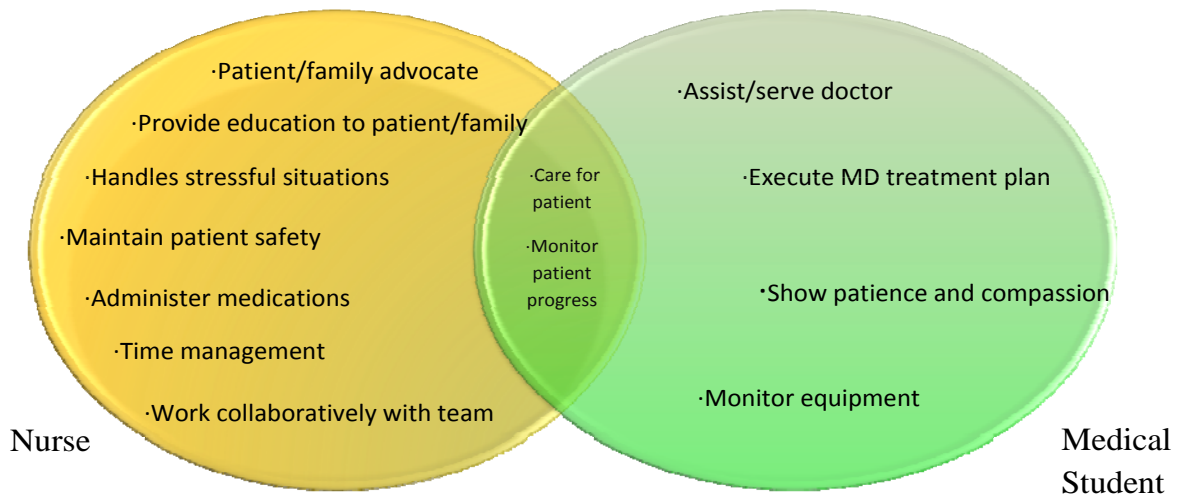 ·Patient/family advocate
·Provide education to patient/family
·Handles stressful situations
·Maintain patient safety
·Administer medications
·Time management
·Work collaboratively with team
Nurse
·Care for
patient
·Monitor
patient
progress
·Assist/serve doctor
·Execute MD treatment plan
·Show patience and compassion
·Monitor equipment
Medical
Student